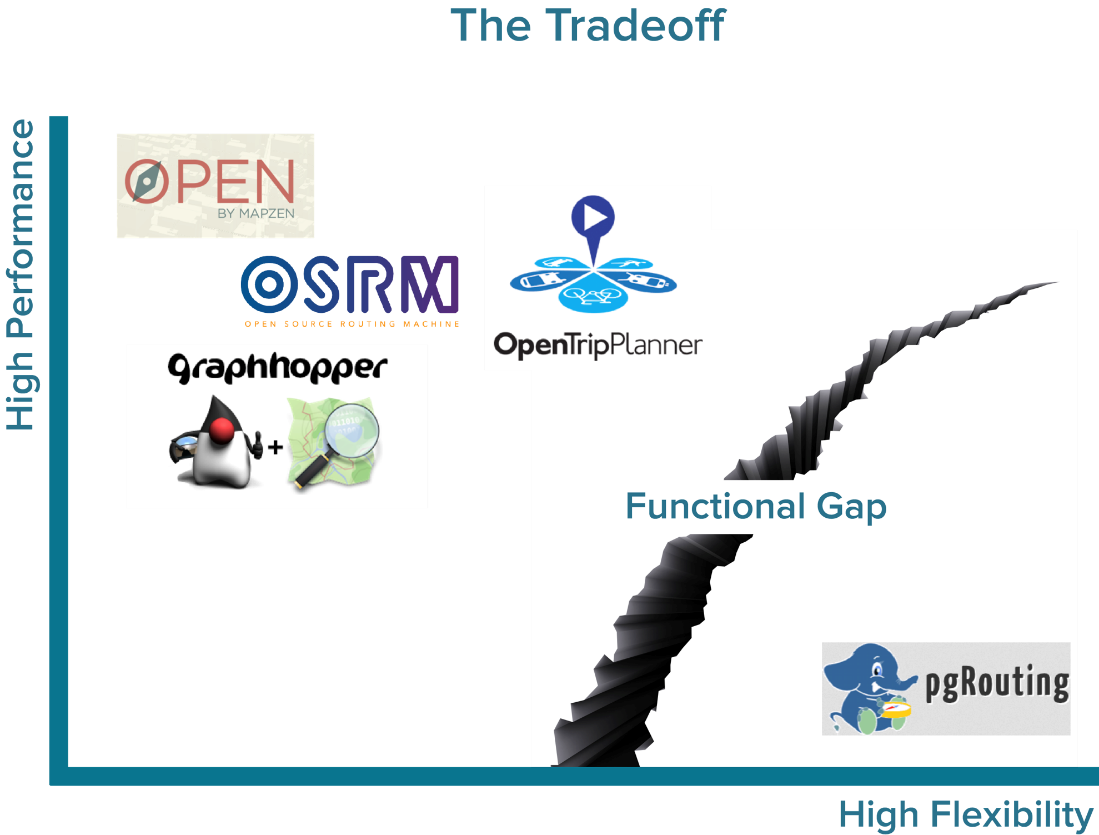 The Tradeoff
High Performance
OPEN
BY MAPZEN
OSRM
OPEN SOURCE ROUTING MACHINE
OpenTripPlanner
graphhopper
+
Functional Gap
pgRouting
High Flexibility